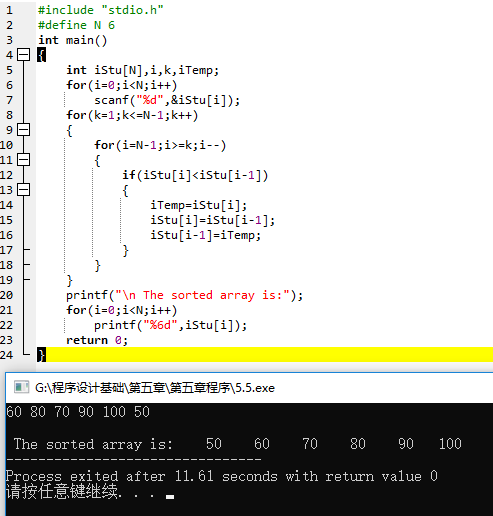 1 #include "stdio.h"
2 #define N 6
3 int main()
4 {
5 int iStu[N],i,k,iTemp;
6 for(i=0;i<N;i++)
7 scanf("%d",&iStu[i]);
8 for(k=1;k<=N-1;k++)
9 {
10 for(i=N-1;i>=k;i--)
11 {
12 if(iStu[i]<iStu[i-1])
13 {
14 iTemp=iStu[i];
15 iStu[i]=iStu[i-1];
16 iStu[i-1]=iTemp;
17 }
18 }
19 }
20 printf("\n The sorted array is:");
21 for(i=0;i<N;i++)
22 printf("%6d",iStu[i]);
23 return 0;
24 }
G:\程序设计基础\第五章\第五章程序\5.5.exe
60 80 70 90 100 50
The sorted array is:    50    60    70    80    90   100
--------------------------------
Process exited after 11.61 seconds with return value 0
请按任意键继续. . .